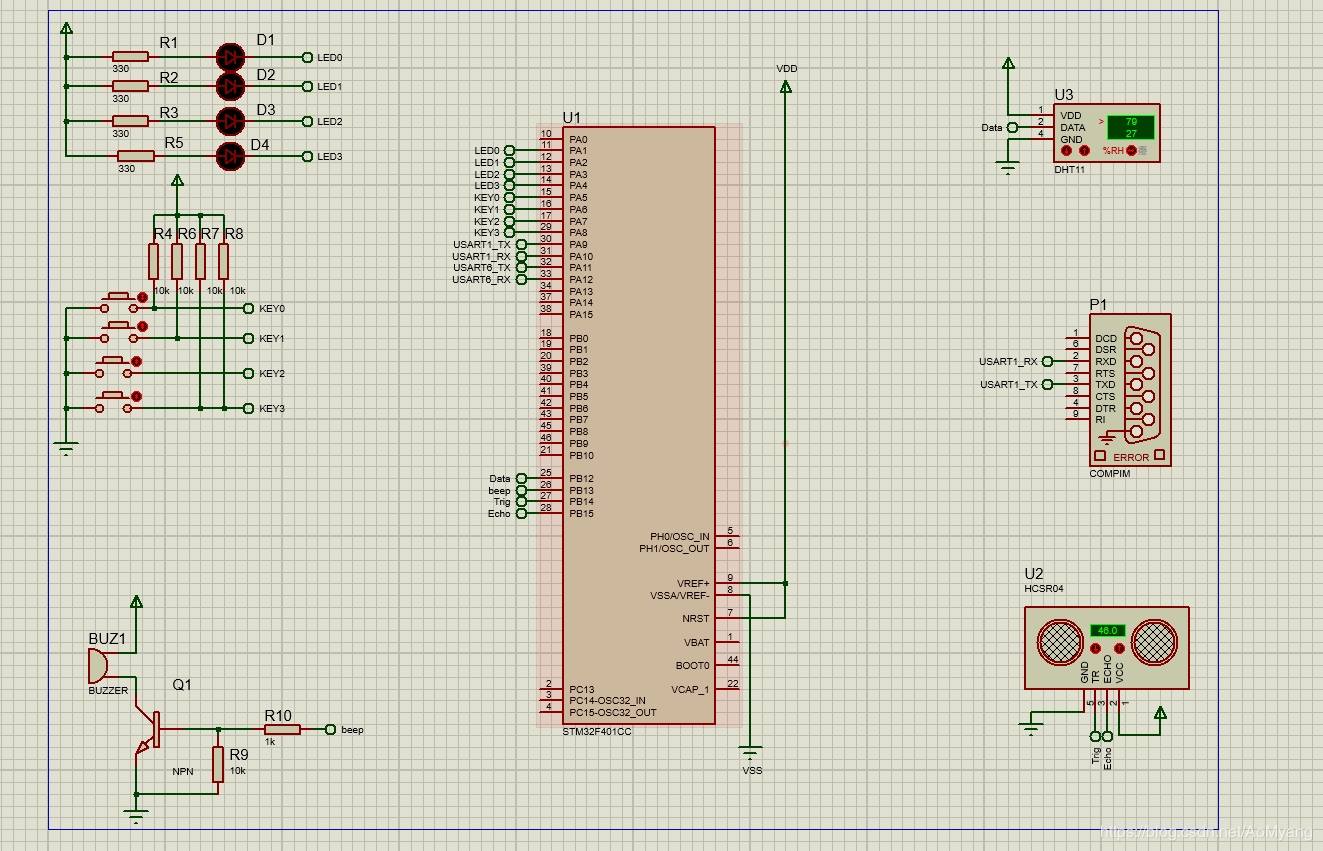 R1
D1
LED0
330
R2
D2
LED1
330
R3
D3
LED2
330
R5
D4
LED3
330
R4
R6
R7
R8
10k
10k
10k
10k
KEY0
KEY1
KEY2
KEY3
BUZ1
BUZZER
Q1
NPN
R10
1k
beep
R9
10k
U1
LED0 10 PA0
LED0 11 PA1
LED1 12 PA2
LED2 13 PA3
LED3 14 PA4
KEY0 15 PA5
KEY1 16 PA6
KEY2 17 PA7
KEY3 29 PA8
USART1_TX 30 PA9
USART1_RX 31 PA10
USART6_TX 32 PA11
USART6_RX 33 PA12
34 PA13
37 PA14
38 PA15
18 PB0
19 PB1
20 PB2
39 PB3
40 PB4
41 PB5
42 PB6
43 PB7
45 PB8
46 PB9
21 PB10
Data 25 PB12
beep 26 PB13
Trig 27 PB14
Echo 28 PB15
PH0/OSC_IN 5
PH1/OSC_OUT 6
VREF+ 9
VSSA/VREF- 8
NRST 7
VBAT 1
BOOT0 44
2 PC13
VCAP_1 22
3 PC14-OSC32_IN
4 PC15-OSC32_OUT
STM32F401CC
VDD
VSS
U3
1 VDD
Data 2 DATA
4 GND
> 79
27
%RH
DHT11
P1
1 DCD
6 DSR
USART1_RX 2 RXD
7 RTS
USART1_TX 3 TXD
8 CTS
4 DTR
9 RI
ERROR
COMPIM
U2
HCSR04
46.0
GND
TR
ECHO
VCC
5
3
2
1
Trig
Echo
https://blog.csdn.net/AoMyang